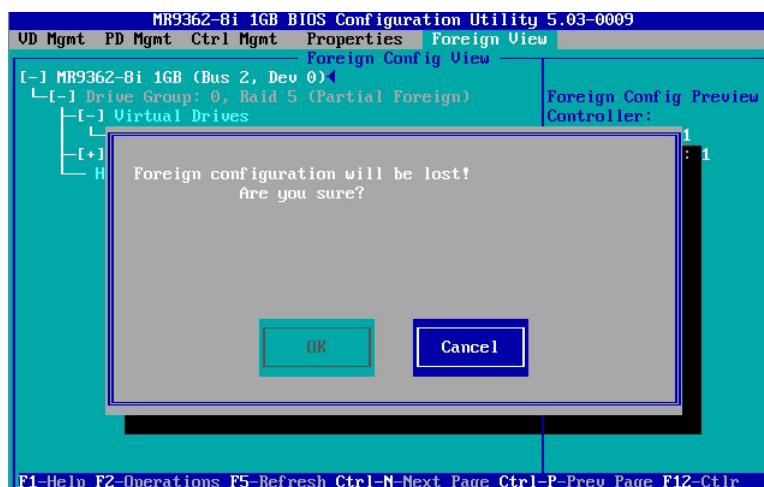 MR9362-8i 1GB BIOS Configuration Utility 5.03-0009
VD Mgmt PD Mgmt Ctrl Mgmt Properties Foreign View
Foreign Config View
[-] MR9362-8i 1GB (Bus 2, Dev 0)
[-] Drive Group: 0, Raid 5 (Partial Foreign)
Foreign Config Preview
[-] Virtual Drives
Controller:
1
[+]
: 1
H
Foreign configuration will be lost!
Are you sure?
OK
Cancel
F1-Help F2-Operations F5-Refresh Ctrl-N-Next Page Ctrl-P-Prev Page F12-Ctlr